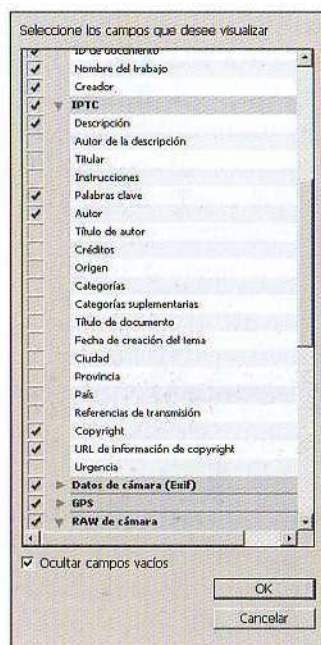 Seleccione los campos que desee visualizar
ID de documento
Nombre del trabajo
Creador
IPTC
Descripción
Autor de la descripción
Titular
Instrucciones
Palabras clave
Autor
Título de autor
Créditos
Origen
Categorías
Categorías suplementarias
Título de documento
Fecha de creación del tema
Ciudad
Provincia
País
Referencias de transmisión
Copyright
URL de información de copyright
Urgencia
Datos de cámara (Exif)
GPS
RAW de cámara
Ocultar campos vacíos
OK
Cancelar